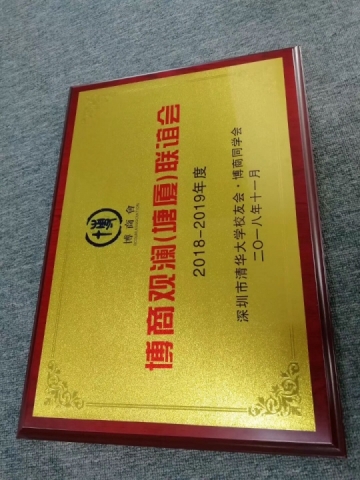 博
博商會
博商观澜(塘厦)联谊会
2018-2019年度
深圳市清华大学校友会·博商同学会
二〇一八年十一月